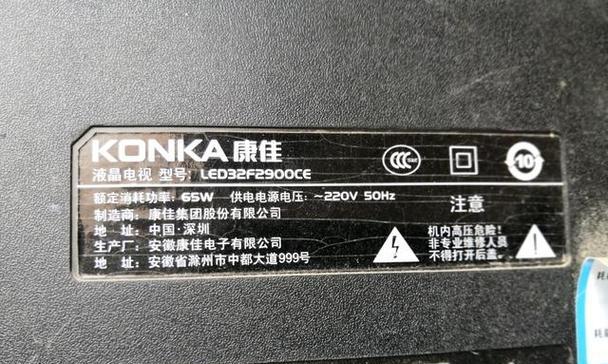 KONKA 康佳
液晶电视 型号: LED32F2900CE
CCC
10
额定消耗功率: 65W 供电电源电压: ~220V 50Hz
制造商: 康佳集团股份有限公司
地 址: 中国·深圳
生产厂: 安徽康佳电子有限公司
地 址: 安徽省滁州市中都大道999号
注意
机内高压危险!
非专业维修人员
不得打开后盖。